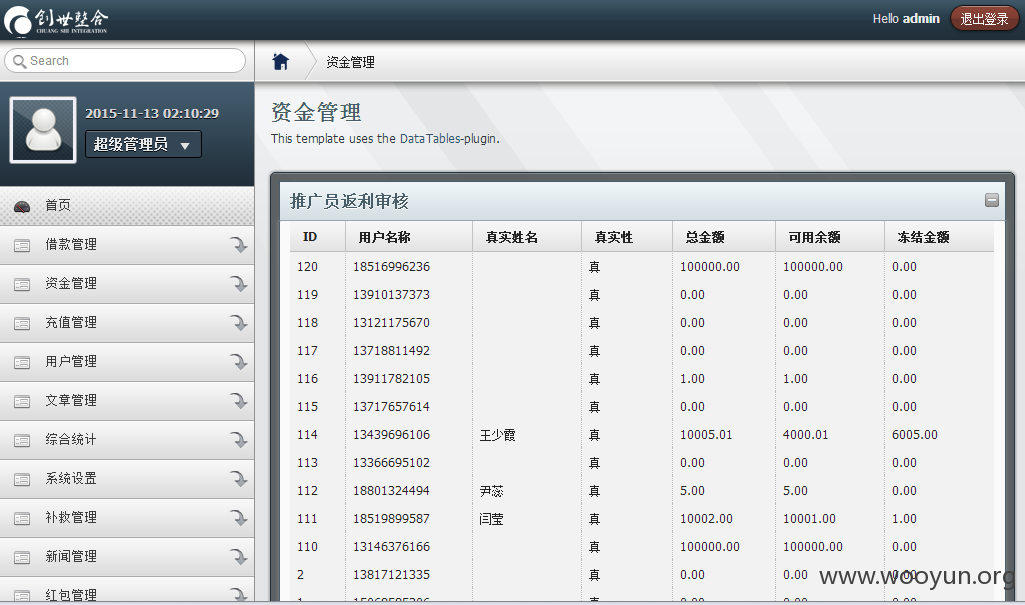 创世整合
CHUANG SHI INTEGRATION
Hello admin 退出登录
Search
资金管理
2015-11-13 02:10:29
超级管理员
首页
借款管理
资金管理
充值管理
用户管理
文章管理
综合统计
系统设置
补救管理
新闻管理
红包管理
资金管理
This template uses the DataTables-plugin.
推广员返利审核
ID 用户名称 真实姓名 真实性 总金额 可用余额 冻结金额
120 18516996236 真 100000.00 100000.00 0.00
119 13910137373 真 0.00 0.00 0.00
118 13121175670 真 0.00 0.00 0.00
117 13718811492 真 0.00 0.00 0.00
116 13911782105 真 1.00 1.00 0.00
115 13717657614 真 0.00 0.00 0.00
114 13439696106 王少霞 真 10005.01 4000.01 6005.00
113 13366695102 真 0.00 0.00 0.00
112 18801324494 尹蕊 真 5.00 5.00 0.00
111 18519899587 闫莹 真 10002.00 10001.00 1.00
110 13146376166 真 100000.00 100000.00 0.00
2 13817121335 真 0.00 0.00 0.00
www.wooyun.org